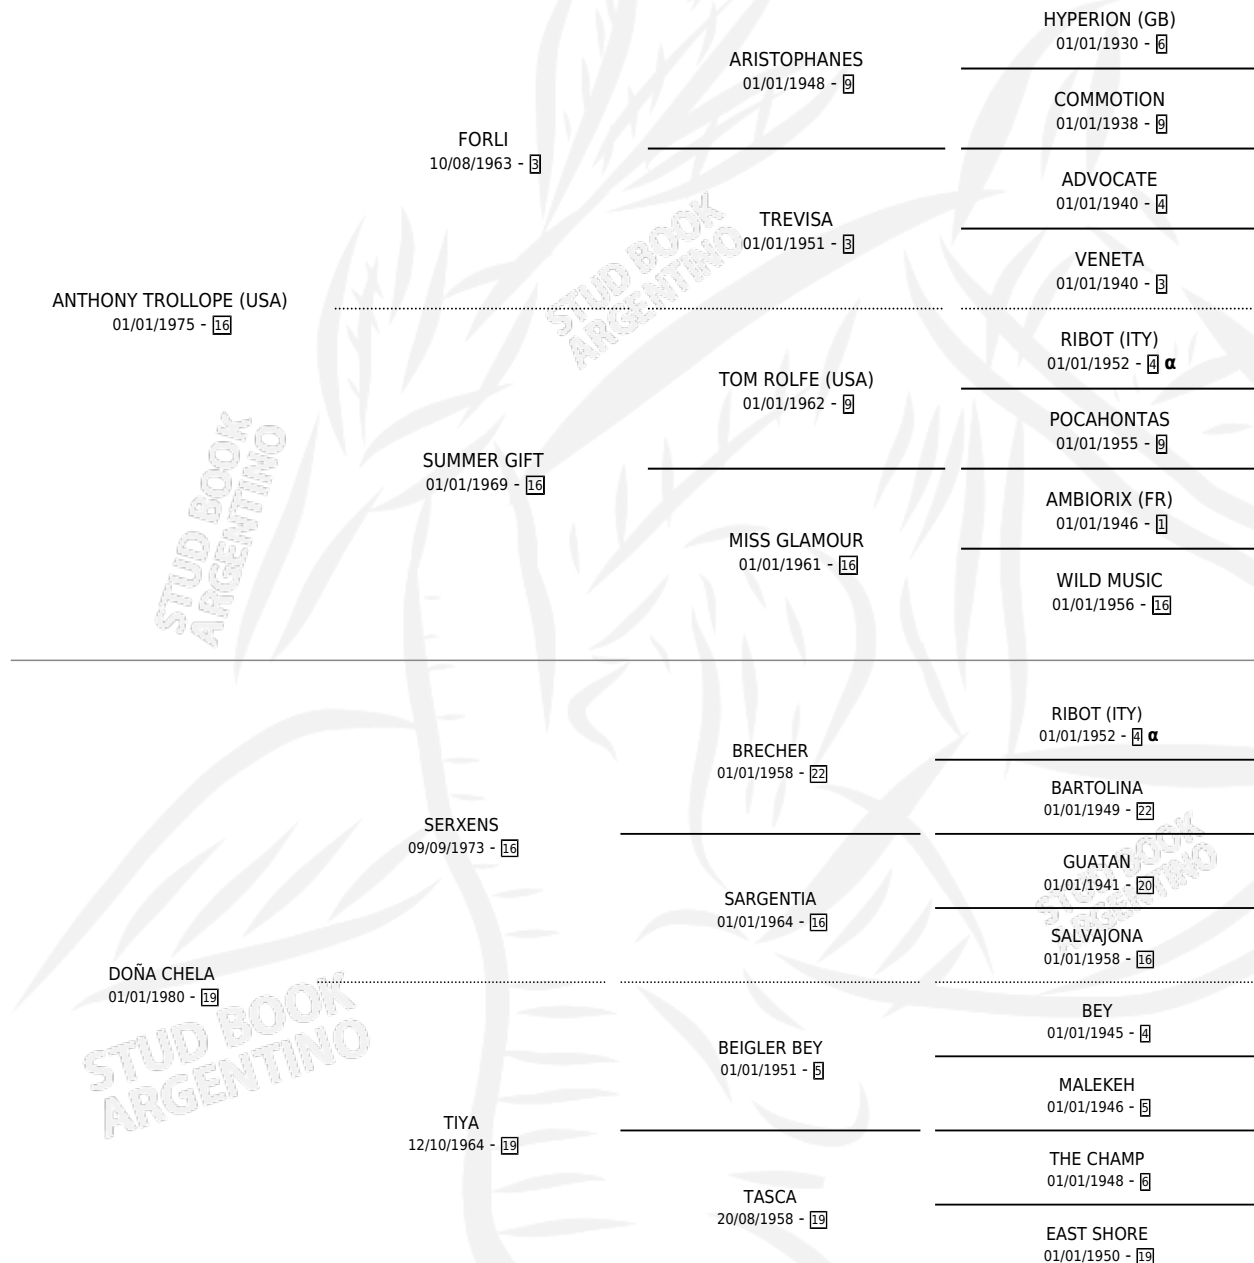 HYPERION (GB)
01/01/1930 - 6
ARISTOPHANES
01/01/1948 - 9
COMMOTION
01/01/1938 - 9
FORLI
10/08/1963 - 3
ADVOCATE
01/01/1940 - 4
TREVISA
01/01/1951 - 3
VENETA
01/01/1940 - 3
ANTHONY TROLLOPE (USA)
01/01/1975 - 16
RIBOT (ITY)
01/01/1952 - 4 α
TOM ROLFE (USA)
01/01/1962 - 9
POCAHONTAS
01/01/1955 - 9
SUMMER GIFT
01/01/1969 - 16
AMBIORIX (FR)
01/01/1946 - 1
MISS GLAMOUR
01/01/1961 - 16
WILD MUSIC
01/01/1956 - 16
RIBOT (ITY)
01/01/1952 - 4 α
BRECHER
01/01/1958 - 22
BARTOLINA
01/01/1949 - 22
SERXENS
09/09/1973 - 16
GUATAN
01/01/1941 - 20
SARGENTIA
01/01/1964 - 16
SALVAJONA
01/01/1958 - 16
DOÑA CHELA
01/01/1980 - 19
BEY
01/01/1945 - 4
BEIGLER BEY
01/01/1951 - 5
MALEKEH
01/01/1946 - 5
TIYA
12/10/1964 - 19
THE CHAMP
01/01/1948 - 6
TASCA
20/08/1958 - 19
EAST SHORE
01/01/1950 - 19
STUD BOOK
ARGENTINO
STUD BOOK
ARGENTINO
STUD BOOK
ARGENTINO
STUD BOOK
ARGENTINO